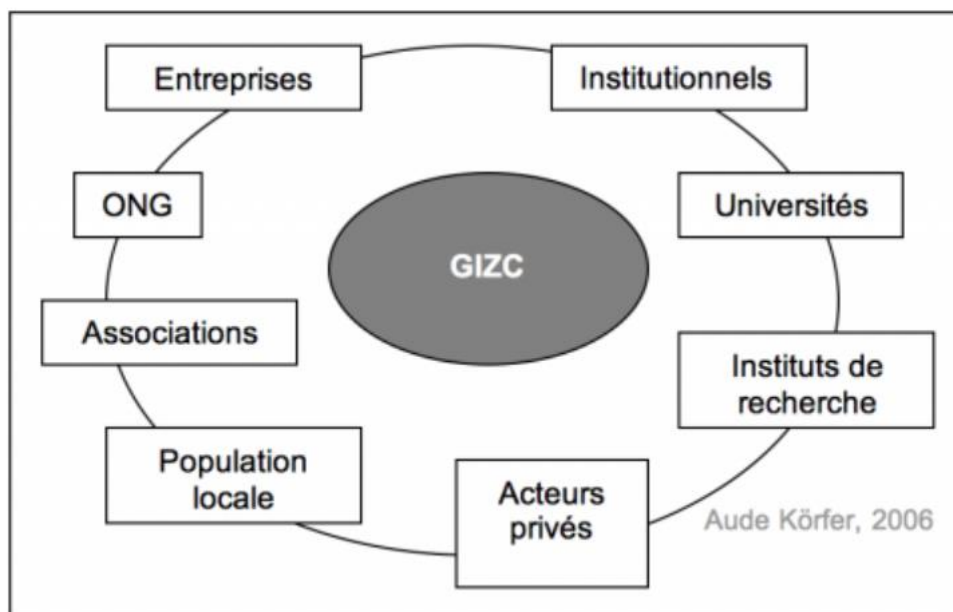 Entreprises
Institutionnels
ONG
Universités
GIZC
Associations
Instituts de
recherche
Population
locale
Acteurs
privés
Aude Körfer, 2006